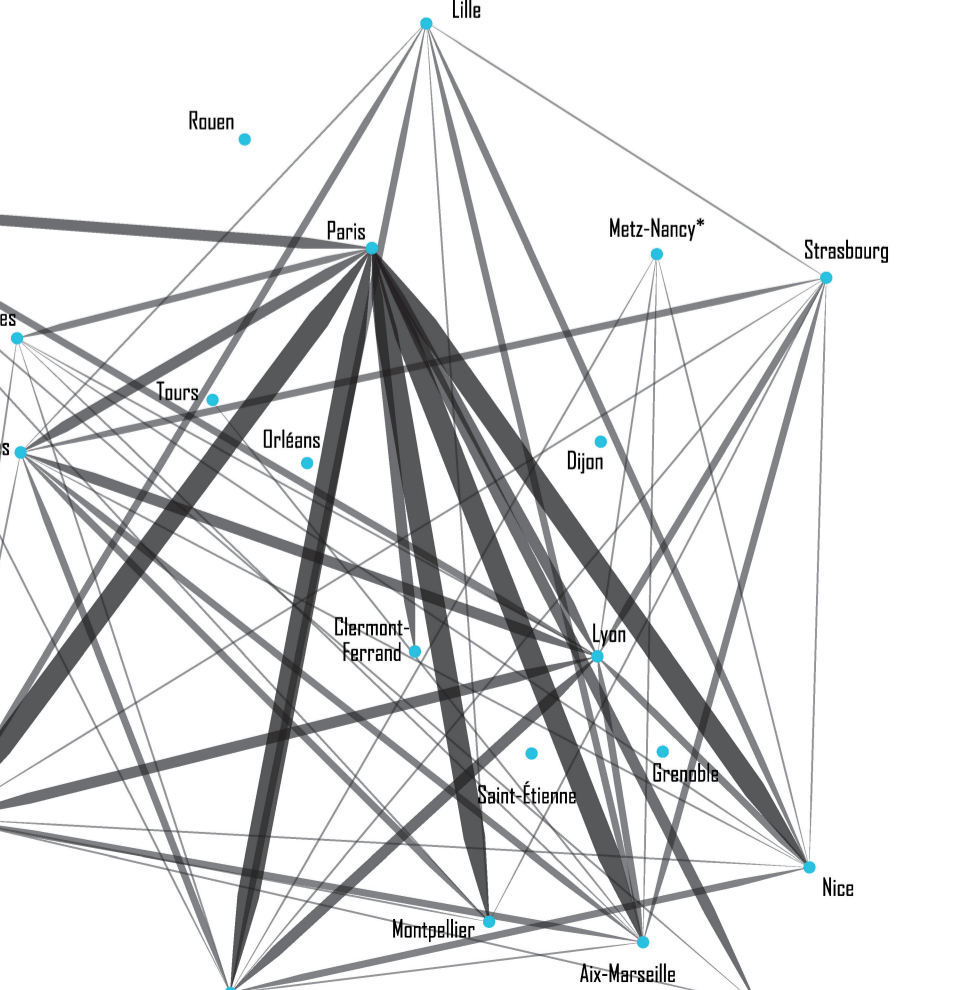 Lille
Rouen
Paris
Metz-Nancy*
Strasbourg
es
Tours
Orléans
s
Dijon
Clermont-
Ferrand
Lyon
Grenoble
Saint-Étienne
Nice
Montpellier
Aix-Marseille